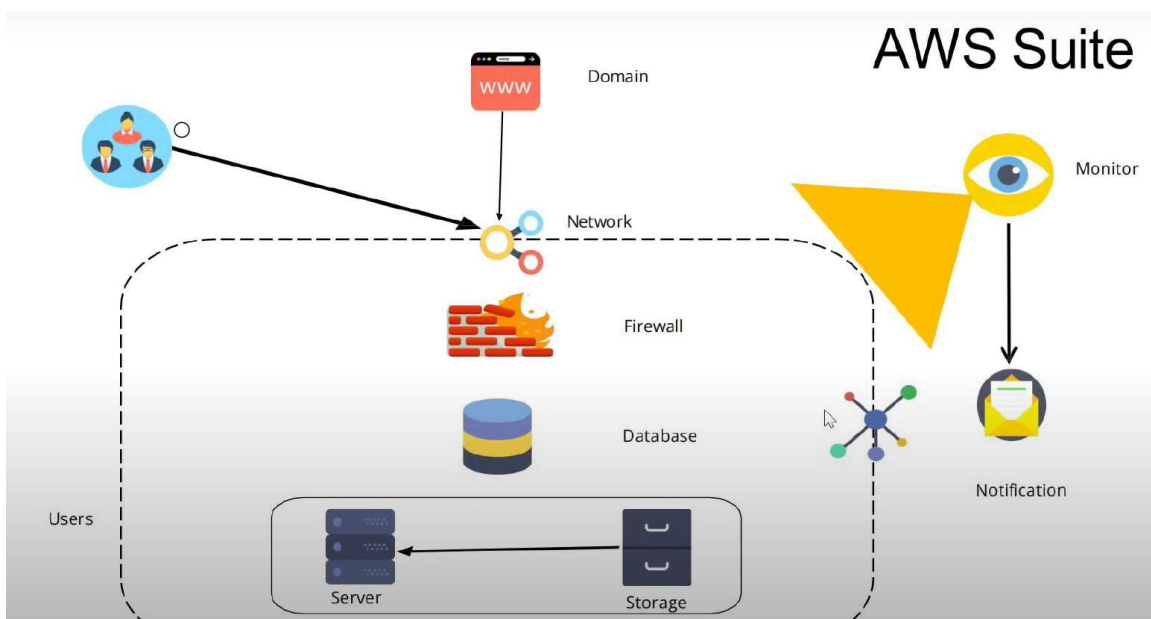 AWS Suite
www
Domain
Monitor
Network
Firewall
Database
Notification
Users
Server
Storage